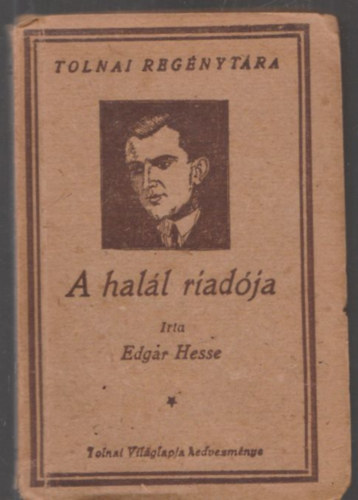 TOLNAI REGÉNYTÁRA
A halál riadója
Irta
Edgár Hesse
Tolnai Világlapja kedvezménye